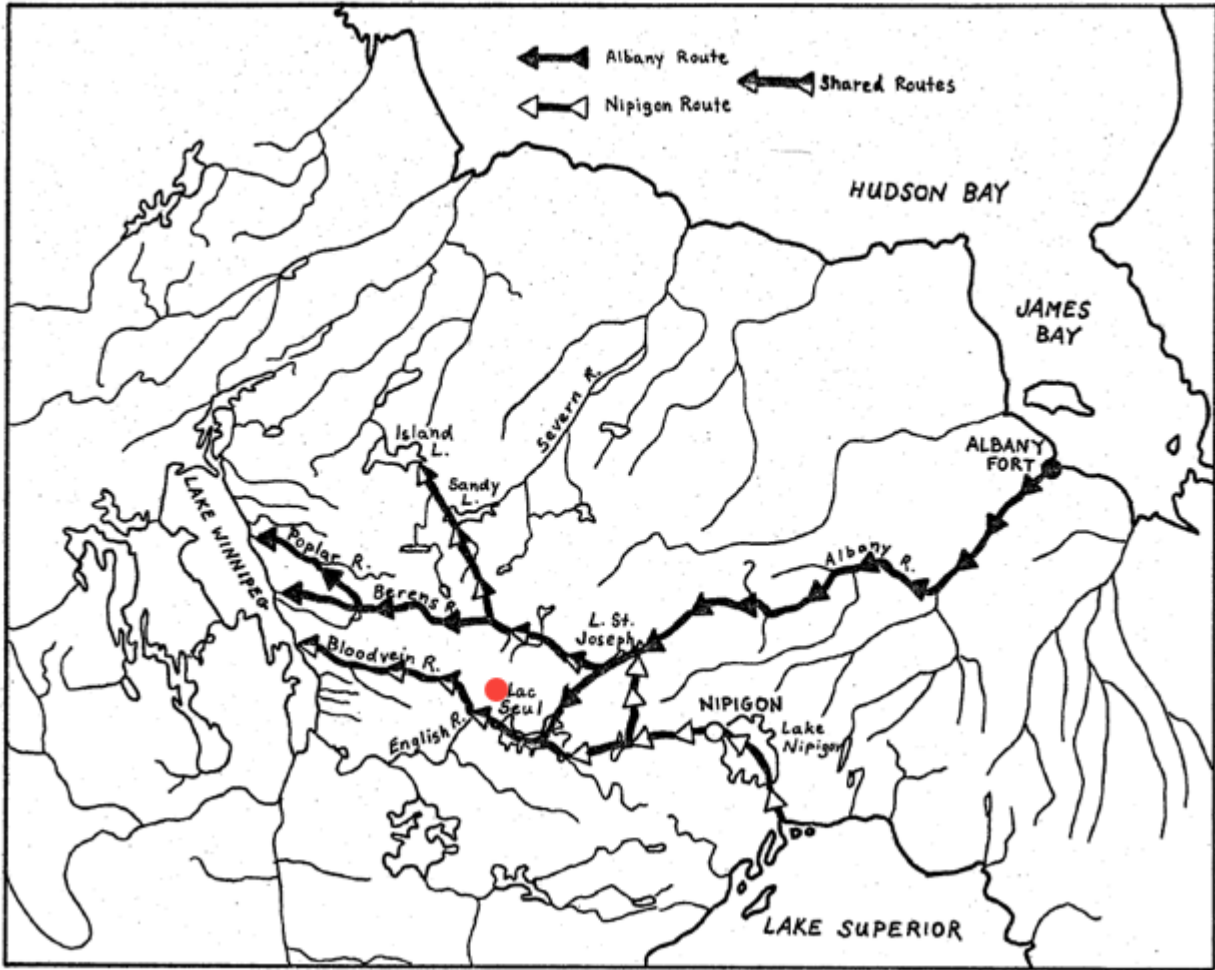 Albany Route
Shared Routes
Nipigon Route
HUDSON BAY
JAMES
BAY
Severn R.
Island
L.
ALBANY
FORT
Sandy
L.
LAKE WINNIPEG
Poplar R.
Albany
R.
Berens R.
L. St.
Joseph
Bloodvein R.
Lac
Seul
NIPIGON
English R.
Lake
Nipigon
LAKE SUPERIOR